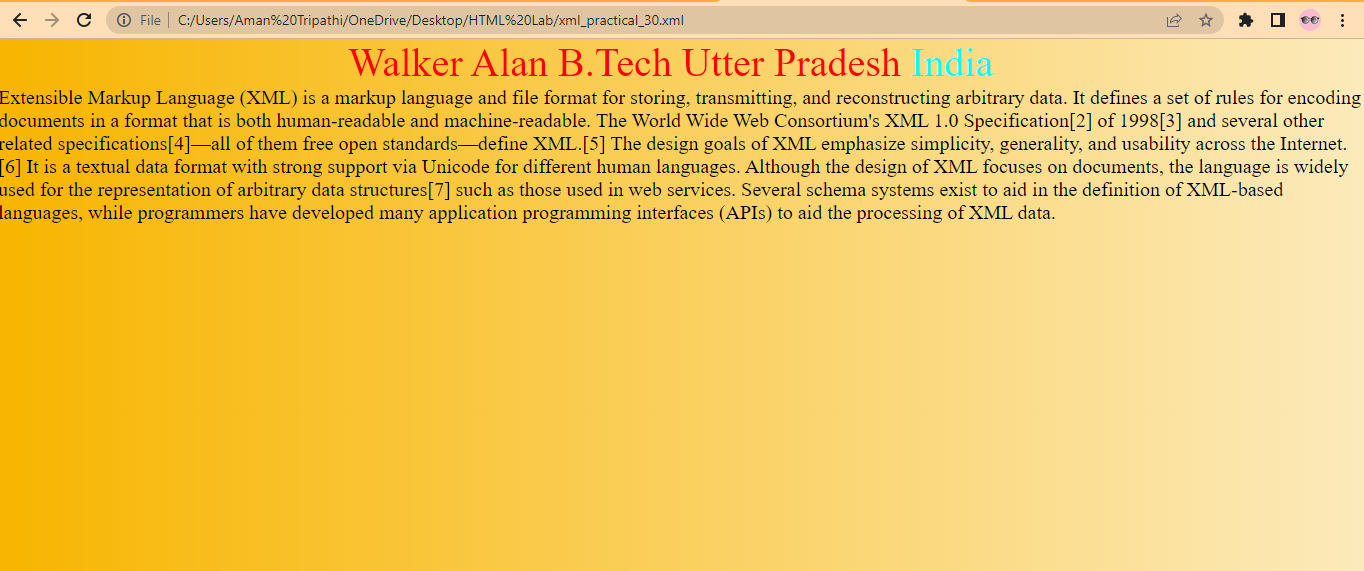 File C:/Users/Aman%20Tripathi/OneDrive/Desktop/HTML%20Lab/xml_practical_30.xml
Walker Alan B.Tech Utter Pradesh India
Extensible Markup Language (XML) is a markup language and file format for storing, transmitting, and reconstructing arbitrary data. It defines a set of rules for encoding
documents in a format that is both human-readable and machine-readable. The World Wide Web Consortium's XML 1.0 Specification[2] of 1998[3] and several other
related specifications[4]—all of them free open standards—define XML.[5] The design goals of XML emphasize simplicity, generality, and usability across the Internet.
[6] It is a textual data format with strong support via Unicode for different human languages. Although the design of XML focuses on documents, the language is widely
used for the representation of arbitrary data structures[7] such as those used in web services. Several schema systems exist to aid in the definition of XML-based
languages, while programmers have developed many application programming interfaces (APIs) to aid the processing of XML data.